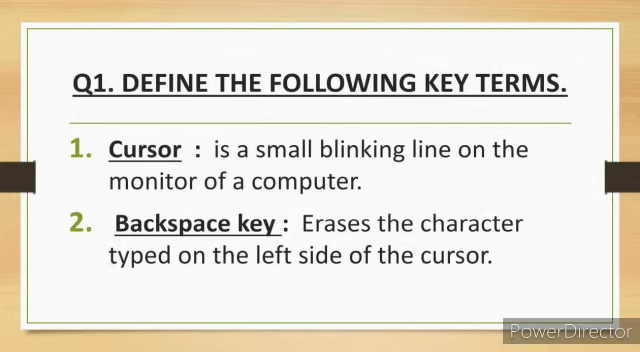 Q1. DEFINE THE FOLLOWING KEY TERMS.
1. Cursor : is a small blinking line on the
monitor of a computer.
2. Backspace key : Erases the character
typed on the left side of the cursor.
PowerDirector